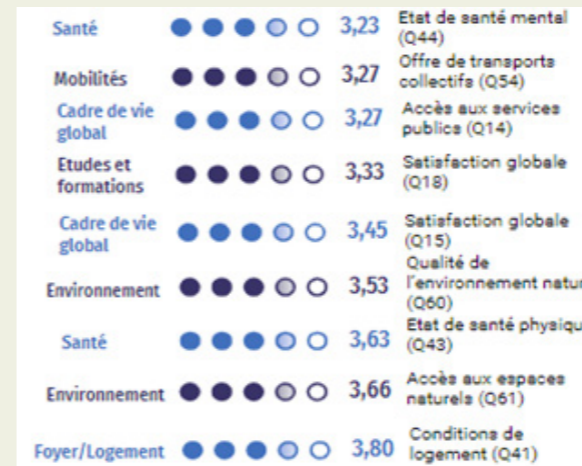 Santé 3,23 Etat de santé mental
(Q44)
Mobilités 3,27 Offre de transports
collectifs (Q54)
Cadre de vie
global 3,27 Accès aux services
publics (Q14)
Etudes et
formations 3,33 Satisfaction globale
(Q18)
Cadre de vie
global 3,45 Satisfaction globale
(Q15)
Environnement 3,53 Qualité de
l'environnement natur
(Q60)
Santé 3,63 Etat de santé physiqu
(Q43)
Environnement 3,66 Accès aux espaces
naturels (Q61)
Foyer/Logement 3,80 Conditions de
logement (Q41)